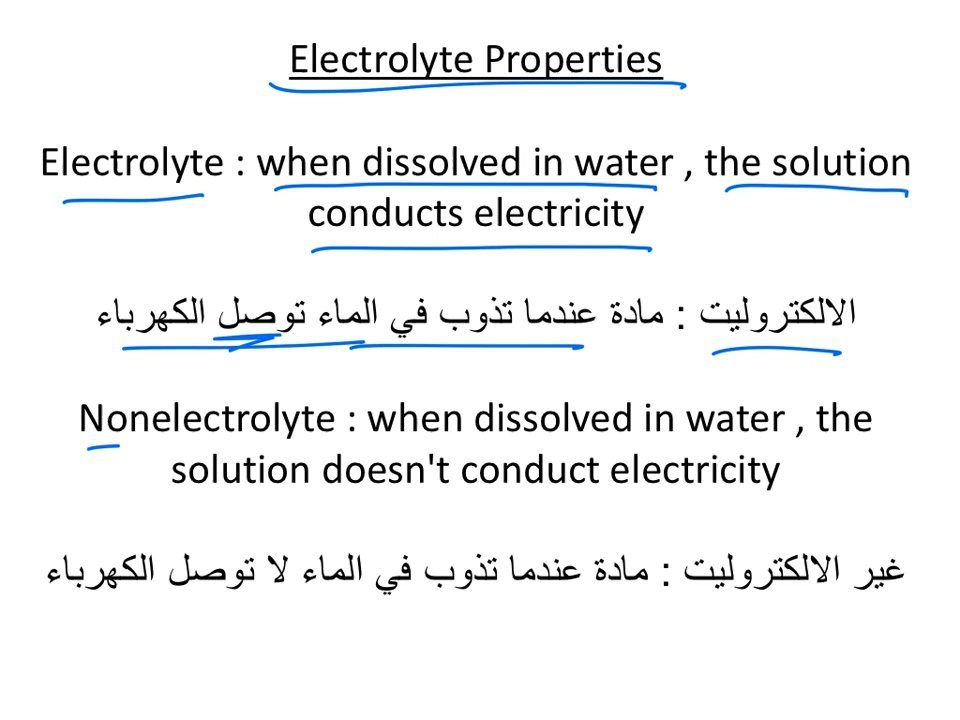 Electrolyte Properties
Electrolyte : when dissolved in water , the solution
conducts electricity
الالكتروليت : مادة عندما تذوب في الماء توصل الكهرباء
Nonelectrolyte : when dissolved in water , the
solution doesn't conduct electricity
غير الالكتروليت : مادة عندما تذوب في الماء لا توصل الكهرباء